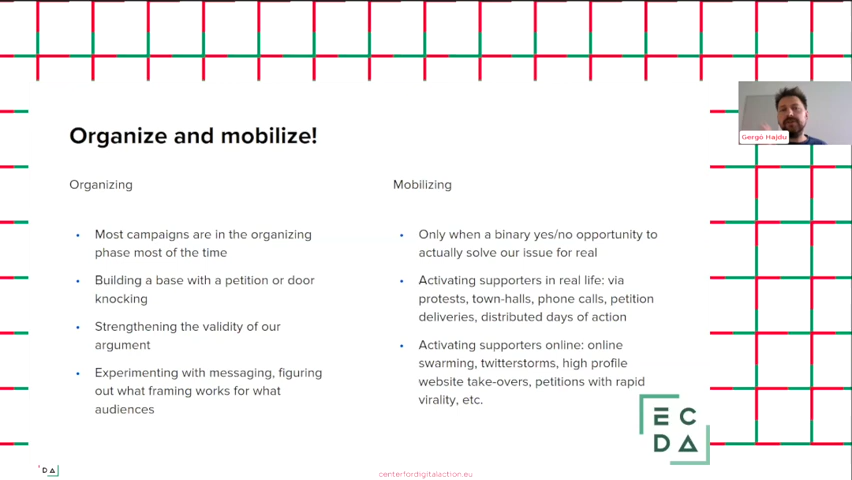 Organize and mobilize!
Gergő Hajdu
Organizing
Mobilizing
• Most campaigns are in the organizing
phase most of the time
• Building a base with a petition or door
knocking
• Strengthening the validity of our
argument
• Experimenting with messaging, figuring
out what framing works for what
audiences
• Only when a binary yes/no opportunity to
actually solve our issue for real
• Activating supporters in real life: via
protests, town-halls, phone calls, petition
deliveries, distributed days of action
• Activating supporters online: online
swarming, twitterstorms, high profile
website take-overs, petitions with rapid
virality, etc.
EC
DA
DA
centerfordigitalaction.eu